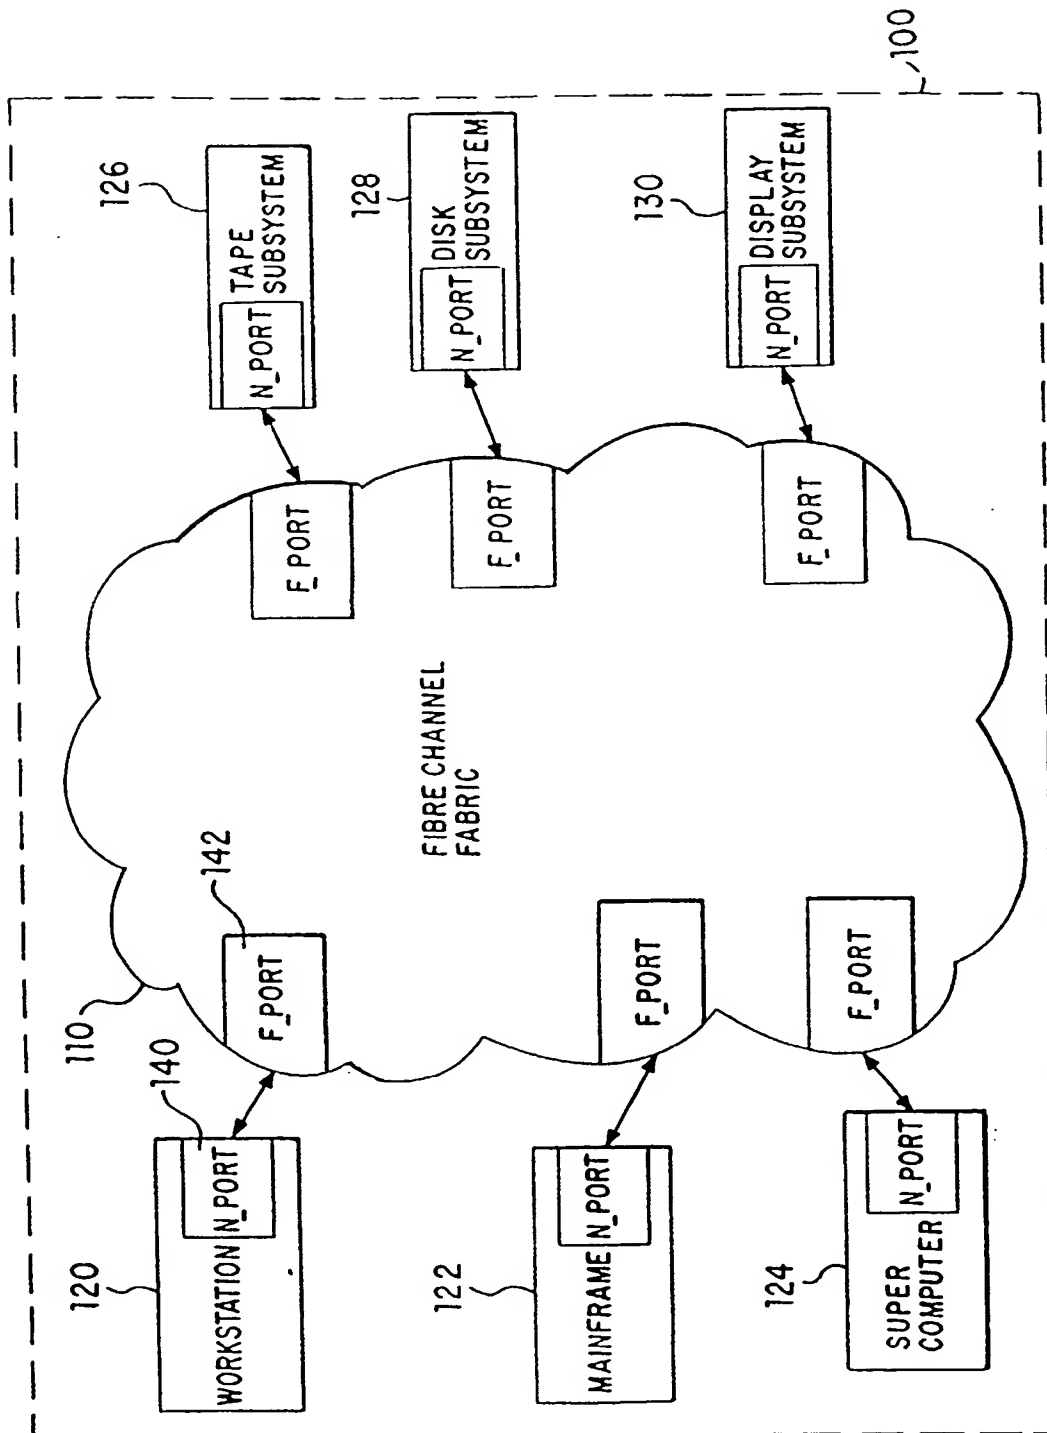 100
110
120
140
142
WORKSTATION
N_PORT
F_PORT
122
MAINFRAME
N_PORT
F_PORT
124
SUPER
COMPUTER
N_PORT
F_PORT
FIBRE CHANNEL
FABRIC
126
TAPE
SUBSYSTEM
N_PORT
F_PORT
128
DISK
SUBSYSTEM
N_PORT
F_PORT
130
DISPLAY
SUBSYSTEM
N_PORT
F_PORT